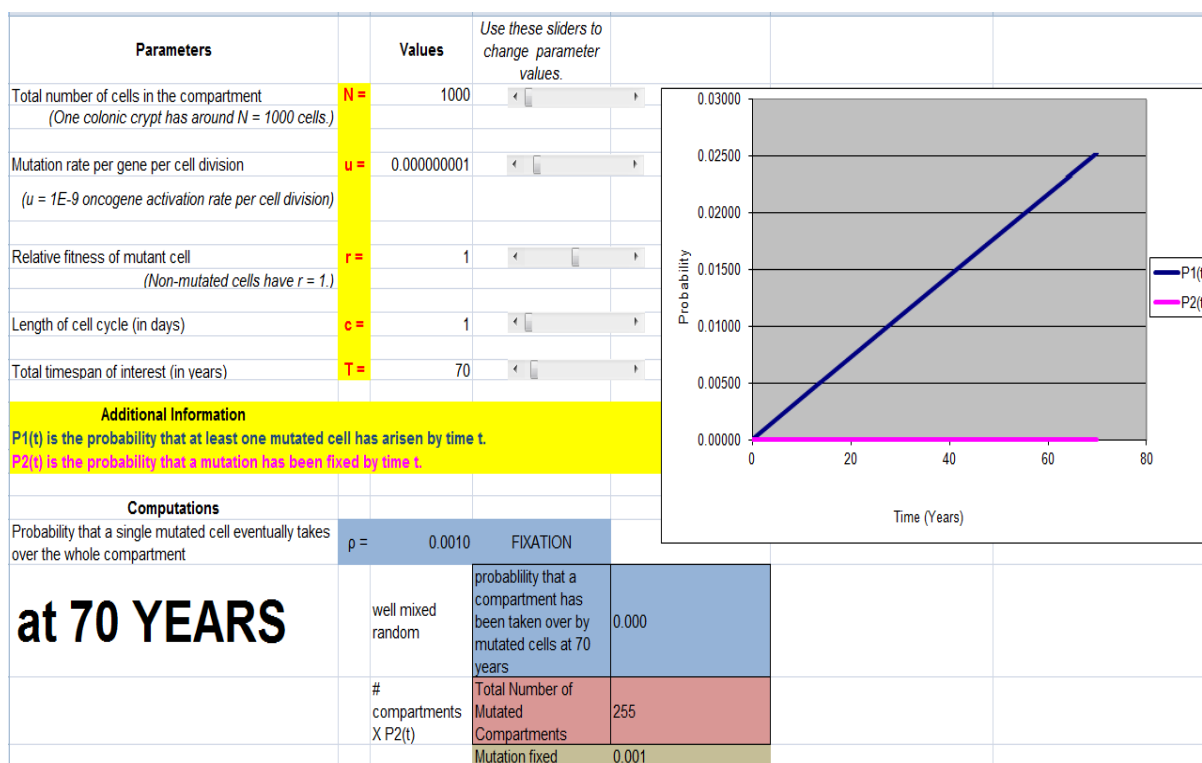 Parameters
Values
Use these sliders to
change parameter
values.
Total number of cells in the compartment
N =
1000
(One colonic crypt has around N = 1000 cells.)
Mutation rate per gene per cell division
u =
0.000000001
(u = 1E-9 oncogene activation rate per cell division)
Relative fitness of mutant cell
r =
1
(Non-mutated cells have r = 1.)
Length of cell cycle (in days)
c =
1
Total timespan of interest (in years)
T =
70
Additional Information
P1(t) is the probability that at least one mutated cell has arisen by time t.
P2(t) is the probability that a mutation has been fixed by time t.
0.03000
0.02500
0.02000
0.01500
0.01000
0.00500
0.00000
Probability
0
20
40
60
80
Time (Years)
P1(t
P2(t
Computations
Probability that a single mutated cell eventually takes
over the whole compartment
ρ =
0.0010
FIXATION
at 70 YEARS
well mixed
random
probablility that a
compartment has
been taken over by
mutated cells at 70
years
0.000
#
compartments
X P2(t)
Total Number of
Mutated
Compartments
255
Mutation fixed
0.001